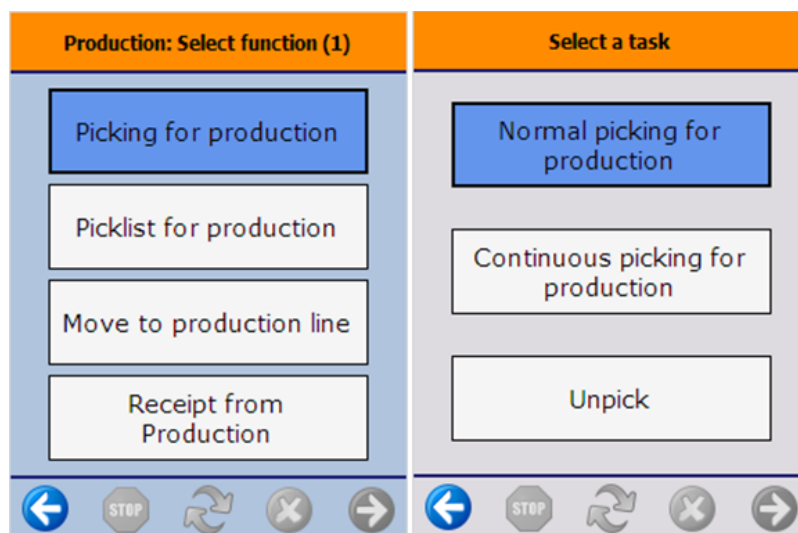 Production: Select function (1)
Picking for production
Picklist for production
Move to production line
Receipt from
Production
STOP
Select a task
Normal picking for
production
Continuous picking for
production
Unpick
STOP